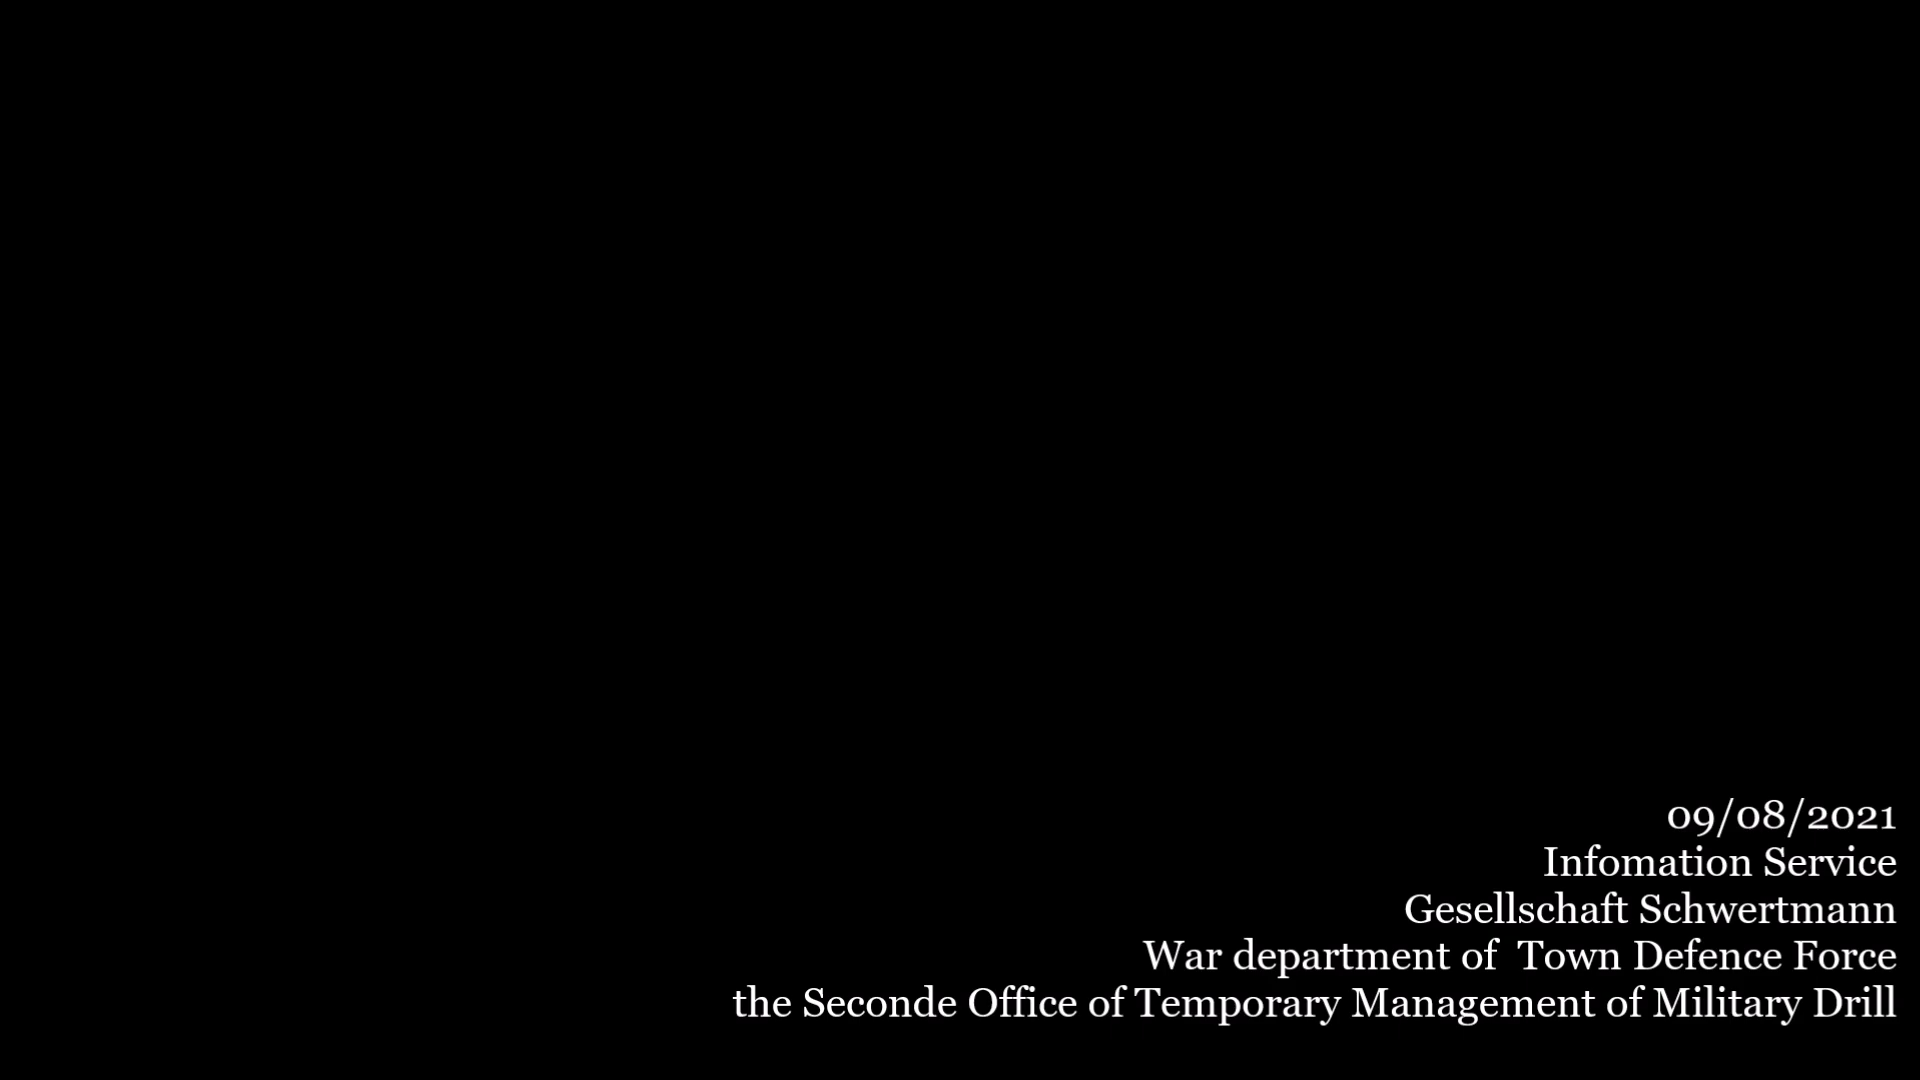 09/08/2021
Infomation Service
Gesellschaft Schwertmann
War department of  Town Defence Force
the Seconde Office of Temporary Management of Military Drill